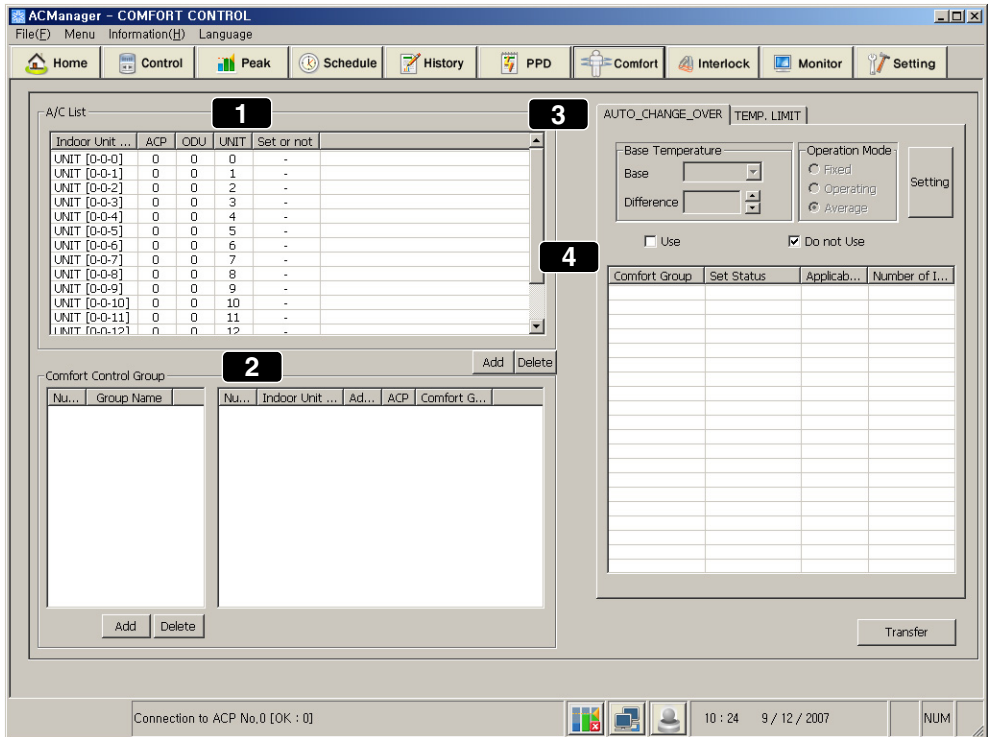 ACManager - COMFORT CONTROL
File(F) Menu Information(H) Language
Home Control Peak Schedule History PPD Comfort Interlock Monitor Setting
A/C List
1
Indoor Unit ... ACP ODU UNIT Set or not
UNIT [0-0-0] 0 0 0 -
UNIT [0-0-1] 0 0 1 -
UNIT [0-0-2] 0 0 2 -
UNIT [0-0-3] 0 0 3 -
UNIT [0-0-4] 0 0 4 -
UNIT [0-0-5] 0 0 5 -
UNIT [0-0-6] 0 0 6 -
UNIT [0-0-7] 0 0 7 -
UNIT [0-0-8] 0 0 8 -
UNIT [0-0-9] 0 0 9 -
UNIT [0-0-10] 0 0 10 -
UNIT [0-0-11] 0 0 11 -
UNIT [0-0-12] 0 0 12 -
Add Delete
2
Comfort Control Group
Nu... Group Name
Nu... Indoor Unit ... Ad... ACP Comfort G...
Add Delete
3
AUTO_CHANGE_OVER TEMP. LIMIT
Base Temperature
Base
Difference
Operation Mode
Fixed
Operating
Average
Setting
Use Do not Use
4
Comfort Group Set Status Applicab... Number of I...
Transfer
Connection to ACP No,0 [OK : 0] 10 : 24 9 / 12 / 2007 NUM